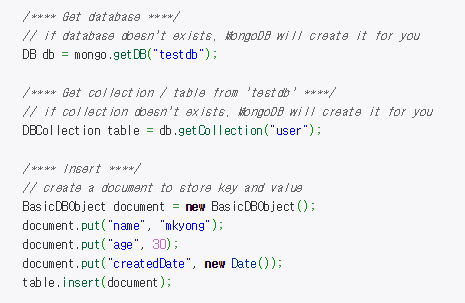 /**** Get database ****/
// if database doesn't exists, MongoDB will create it for you
DB db = mongo.getDB("testdb");
/**** Get collection / table from 'testdb' ****/
// if collection doesn't exists, MongoDB will create it for you
DBCollection table = db.getCollection("user");
/**** Insert ****/
// create a document to store key and value
BasicDBObject document = new BasicDBObject();
document.put("name", "mkyong");
document.put("age", 30);
document.put("createdDate", new Date());
table.insert(document);